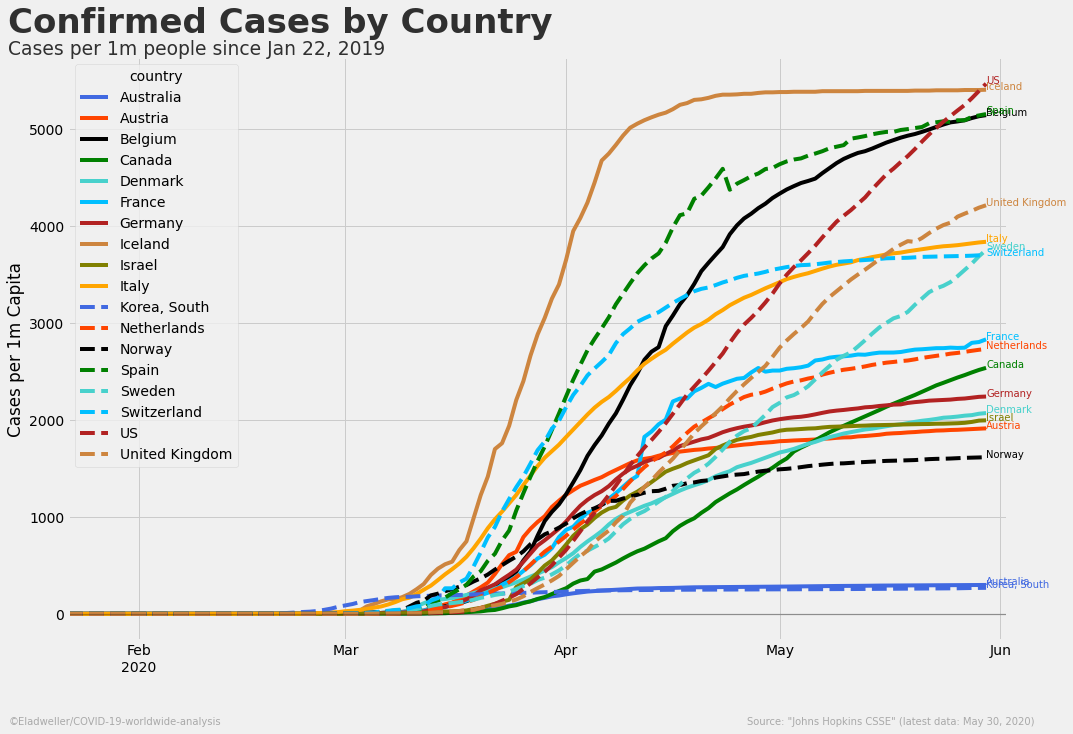 Confirmed Cases by Country
Cases per 1m people since Jan 22, 2019
country
Australia
Austria
Belgium
Canada
Denmark
France
Germany
Iceland
Israel
Italy
Korea, South
Netherlands
Norway
Spain
Sweden
Switzerland
US
United Kingdom
Cases per 1m Capita
5000
4000
3000
2000
1000
0
US
Iceland
Spain
Belgium
United Kingdom
Italy
Sweden
Switzerland
France
Netherlands
Canada
Germany
Denmark
Israel
Austria
Norway
Australia
Korea, South
Feb
2020
Mar
Apr
May
Jun
©Eladweller/COVID-19-worldwide-analysis
Source: "Johns Hopkins CSSE" (latest data: May 30, 2020)